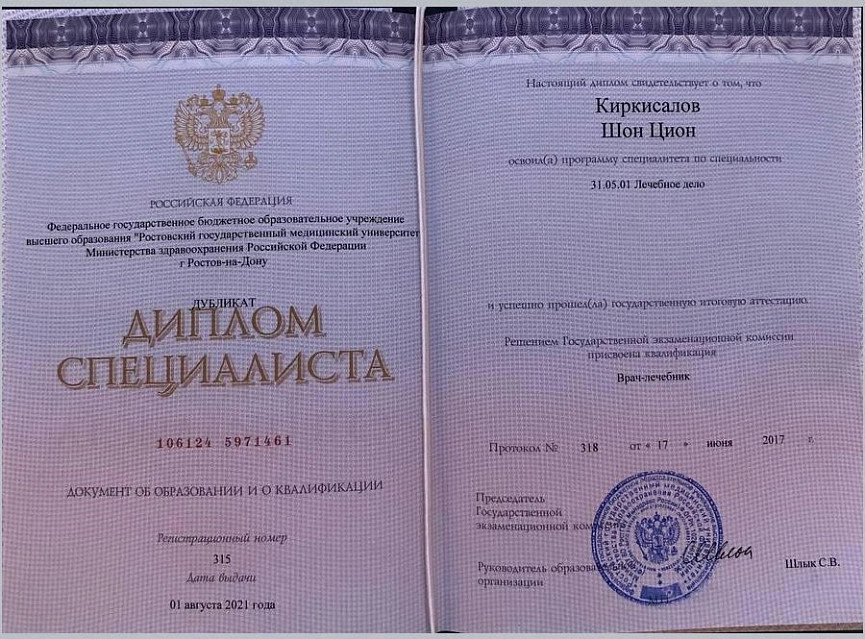 РОССИЙСКАЯ ФЕДЕРАЦИЯ
Федеральное государственное бюджетное образовательное учреждение
высшего образования "Ростовский государственный медицинский университет
Министерства здравоохранения Российской Федерации
г Ростов-на-Дону
ДУБЛИКАТ
ДИПЛОМ
СПЕЦИАЛИСТА
106124 5971461
ДОКУМЕНТ ОБ ОБРАЗОВАНИИ И О КВАЛИФИКАЦИИ
Регистрационный номер
315
Дата выдачи
01 августа 2021 года
Настоящий диплом свидетельствует о том, что
Киркисалов
Шон Цион
освоил(а) программу специалитета по специальности
31.05.01 Лечебное дело
и успешно прошел(ла) государственную итоговую аттестацию
Решением Государственной экзаменационной комиссии
присвоена квалификация
Врач-лечебник
Протокол № 318 от « 17 » июня 2017 г.
Председатель
Государственной
экзаменационной
Руководитель
организации
Шлык С.В.